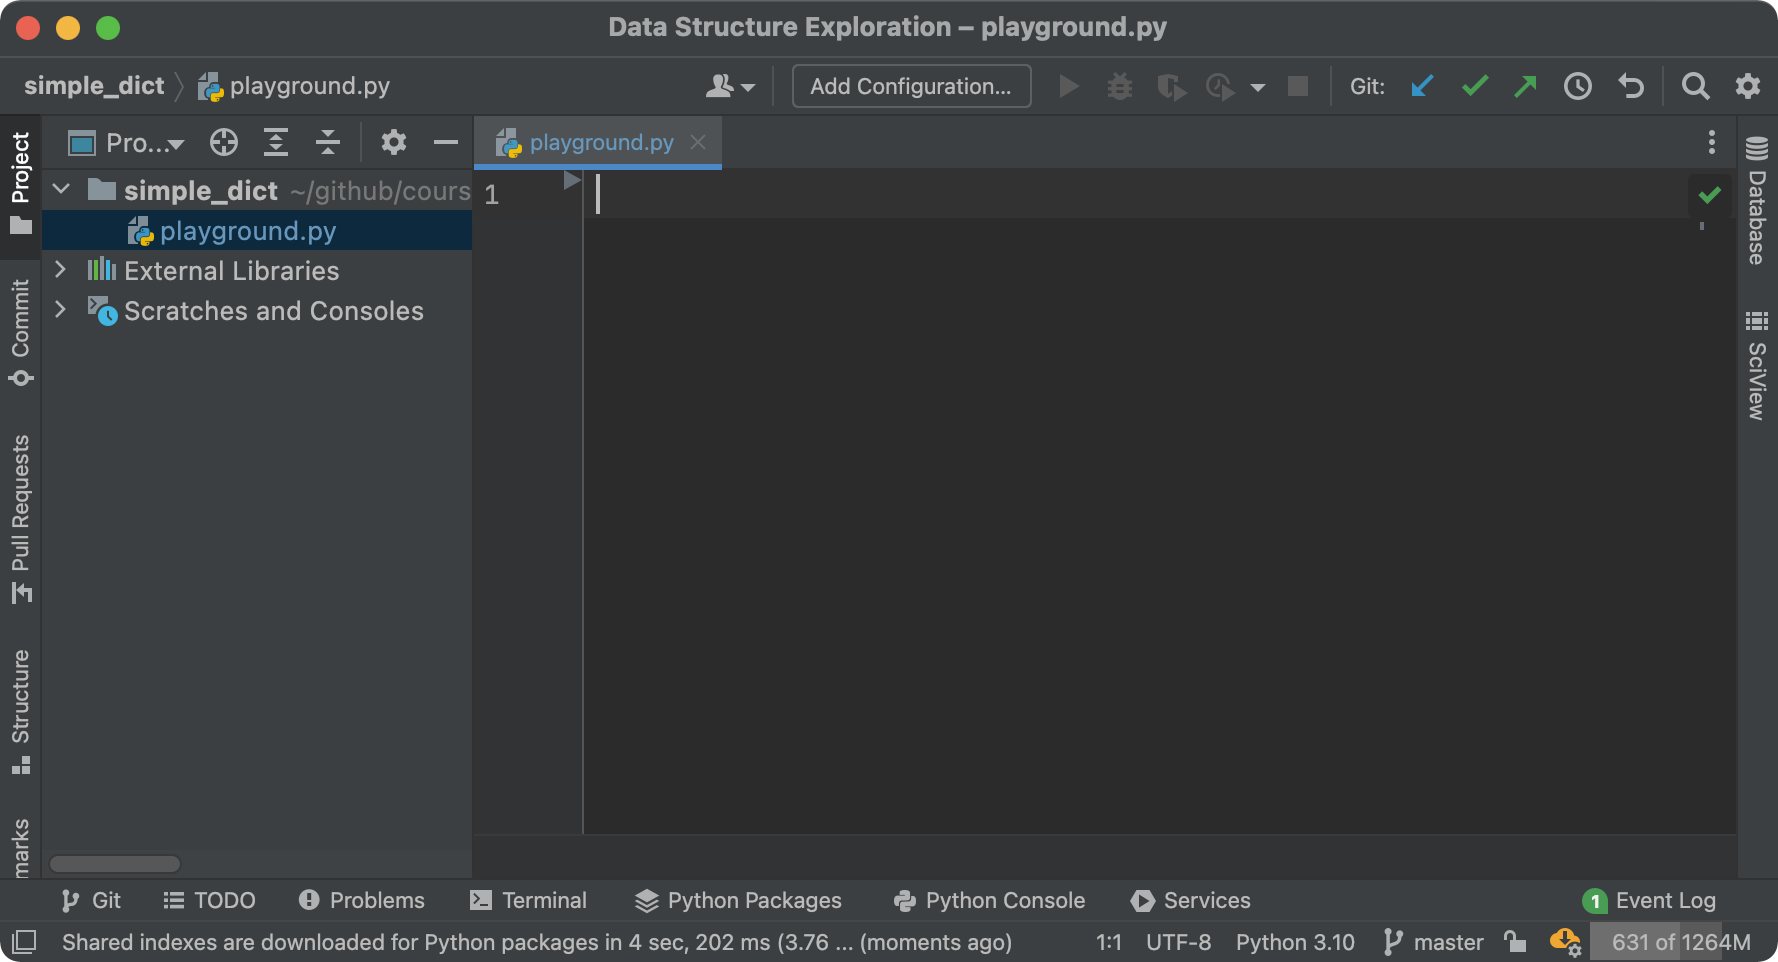 Data Structure Exploration – playground.py
simple_dict playground.py
Add Configuration...
Git:
Project
Commit
Pull Requests
Structure
marks
Pro...
simple_dict ~/github/cours
playground.py
External Libraries
Scratches and Consoles
playground.py
1
Database
SciView
Git TODO Problems Terminal Python Packages Python Console Services 1 Event Log
Shared indexes are downloaded for Python packages in 4 sec, 202 ms (3.76 ... (moments ago) 1:1 UTF-8 Python 3.10 master 631 of 1264M